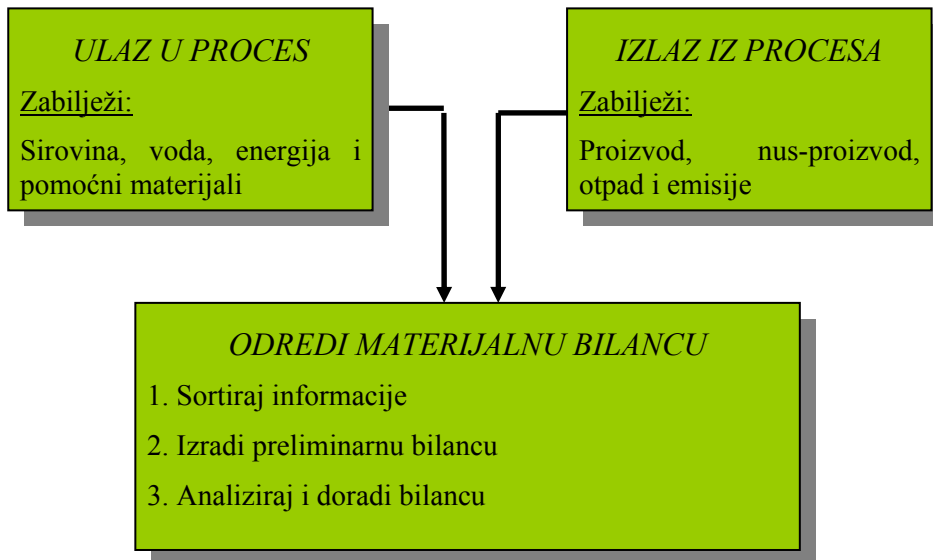 ULAZ U PROCES
Zabilježi:
Sirovina, voda, energija i
pomoćni materijali
IZLAZ IZ PROCESA
Zabilježi:
Proizvod, nus-proizvod,
otpad i emisije
ODREDI MATERIJALNU BILANCU
1. Sortiraj informacije
2. Izradi preliminarnu bilancu
3. Analiziraj i doradi bilancu